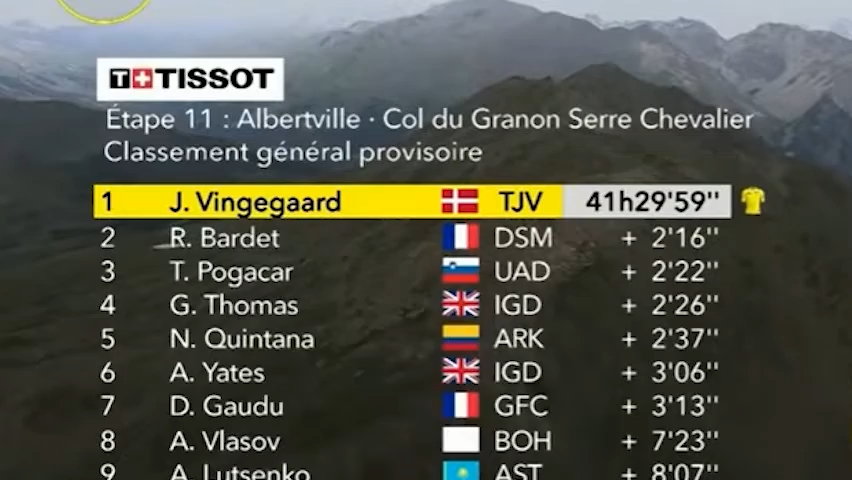 TISSOT
Étape 11 : Albertville · Col du Granon Serre Chevalier
Classement général provisoire
1 J. Vingegaard TJV 41h29'59''
2 R. Bardet DSM + 2'16''
3 T. Pogacar UAD + 2'22''
4 G. Thomas IGD + 2'26''
5 N. Quintana ARK + 2'37''
6 A. Yates IGD + 3'06''
7 D. Gaudu GFC + 3'13''
8 A. Vlasov BOH + 7'23''
9 A. Lutsenko AST + 8'07''